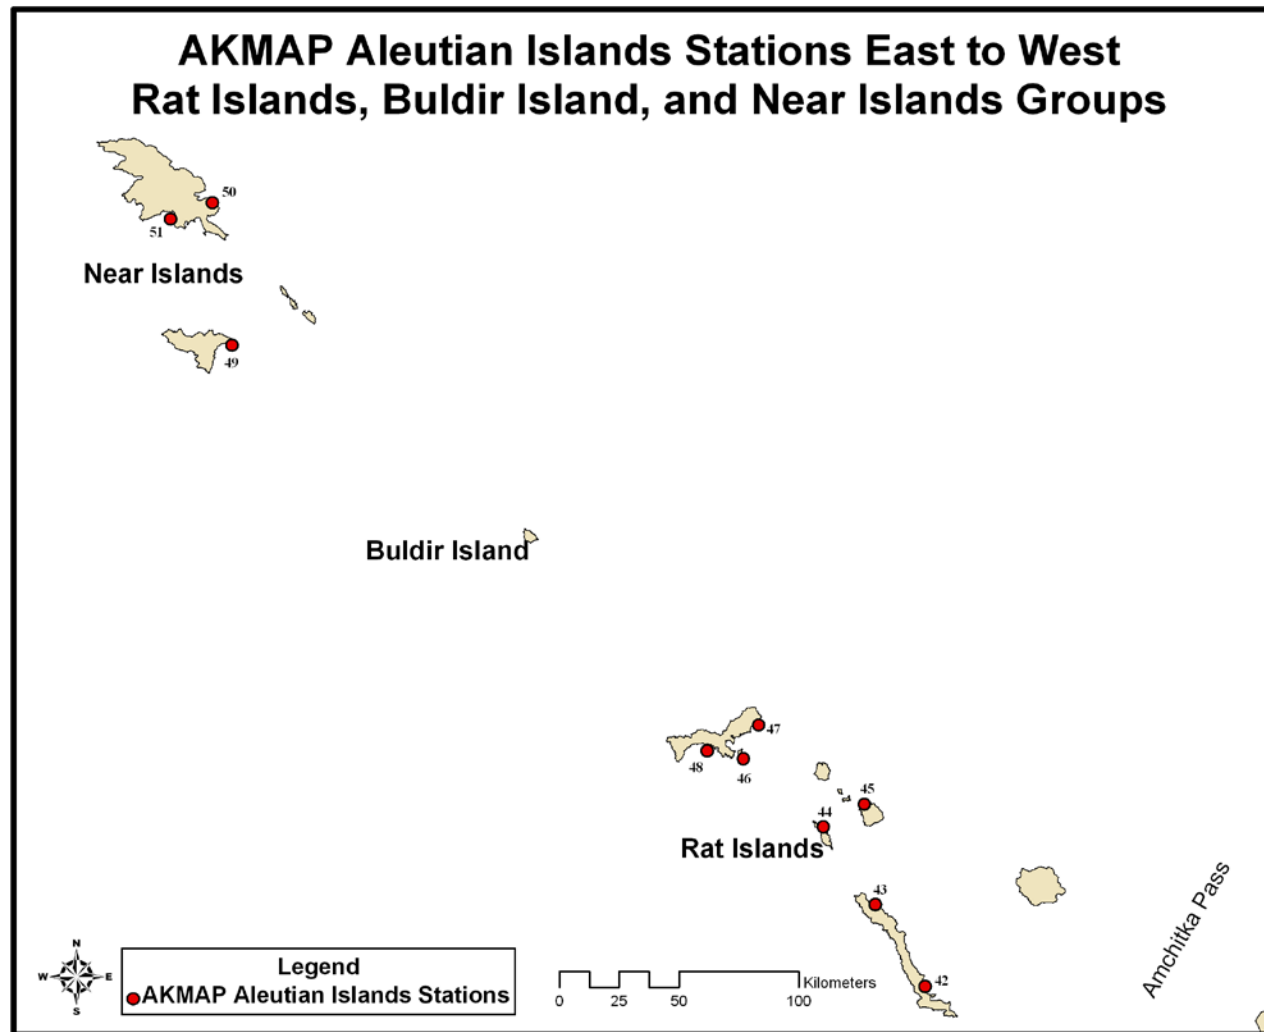 AKMAP Aleutian Islands Stations East to West
Rat Islands, Buldir Island, and Near Islands Groups
50
51
Near Islands
49
Buldir Island
47
48
46
45
44
Rat Islands
43
Amchitka Pass
42
N
W E
S
Legend
AKMAP Aleutian Islands Stations
Kilometers
0 25 50 100